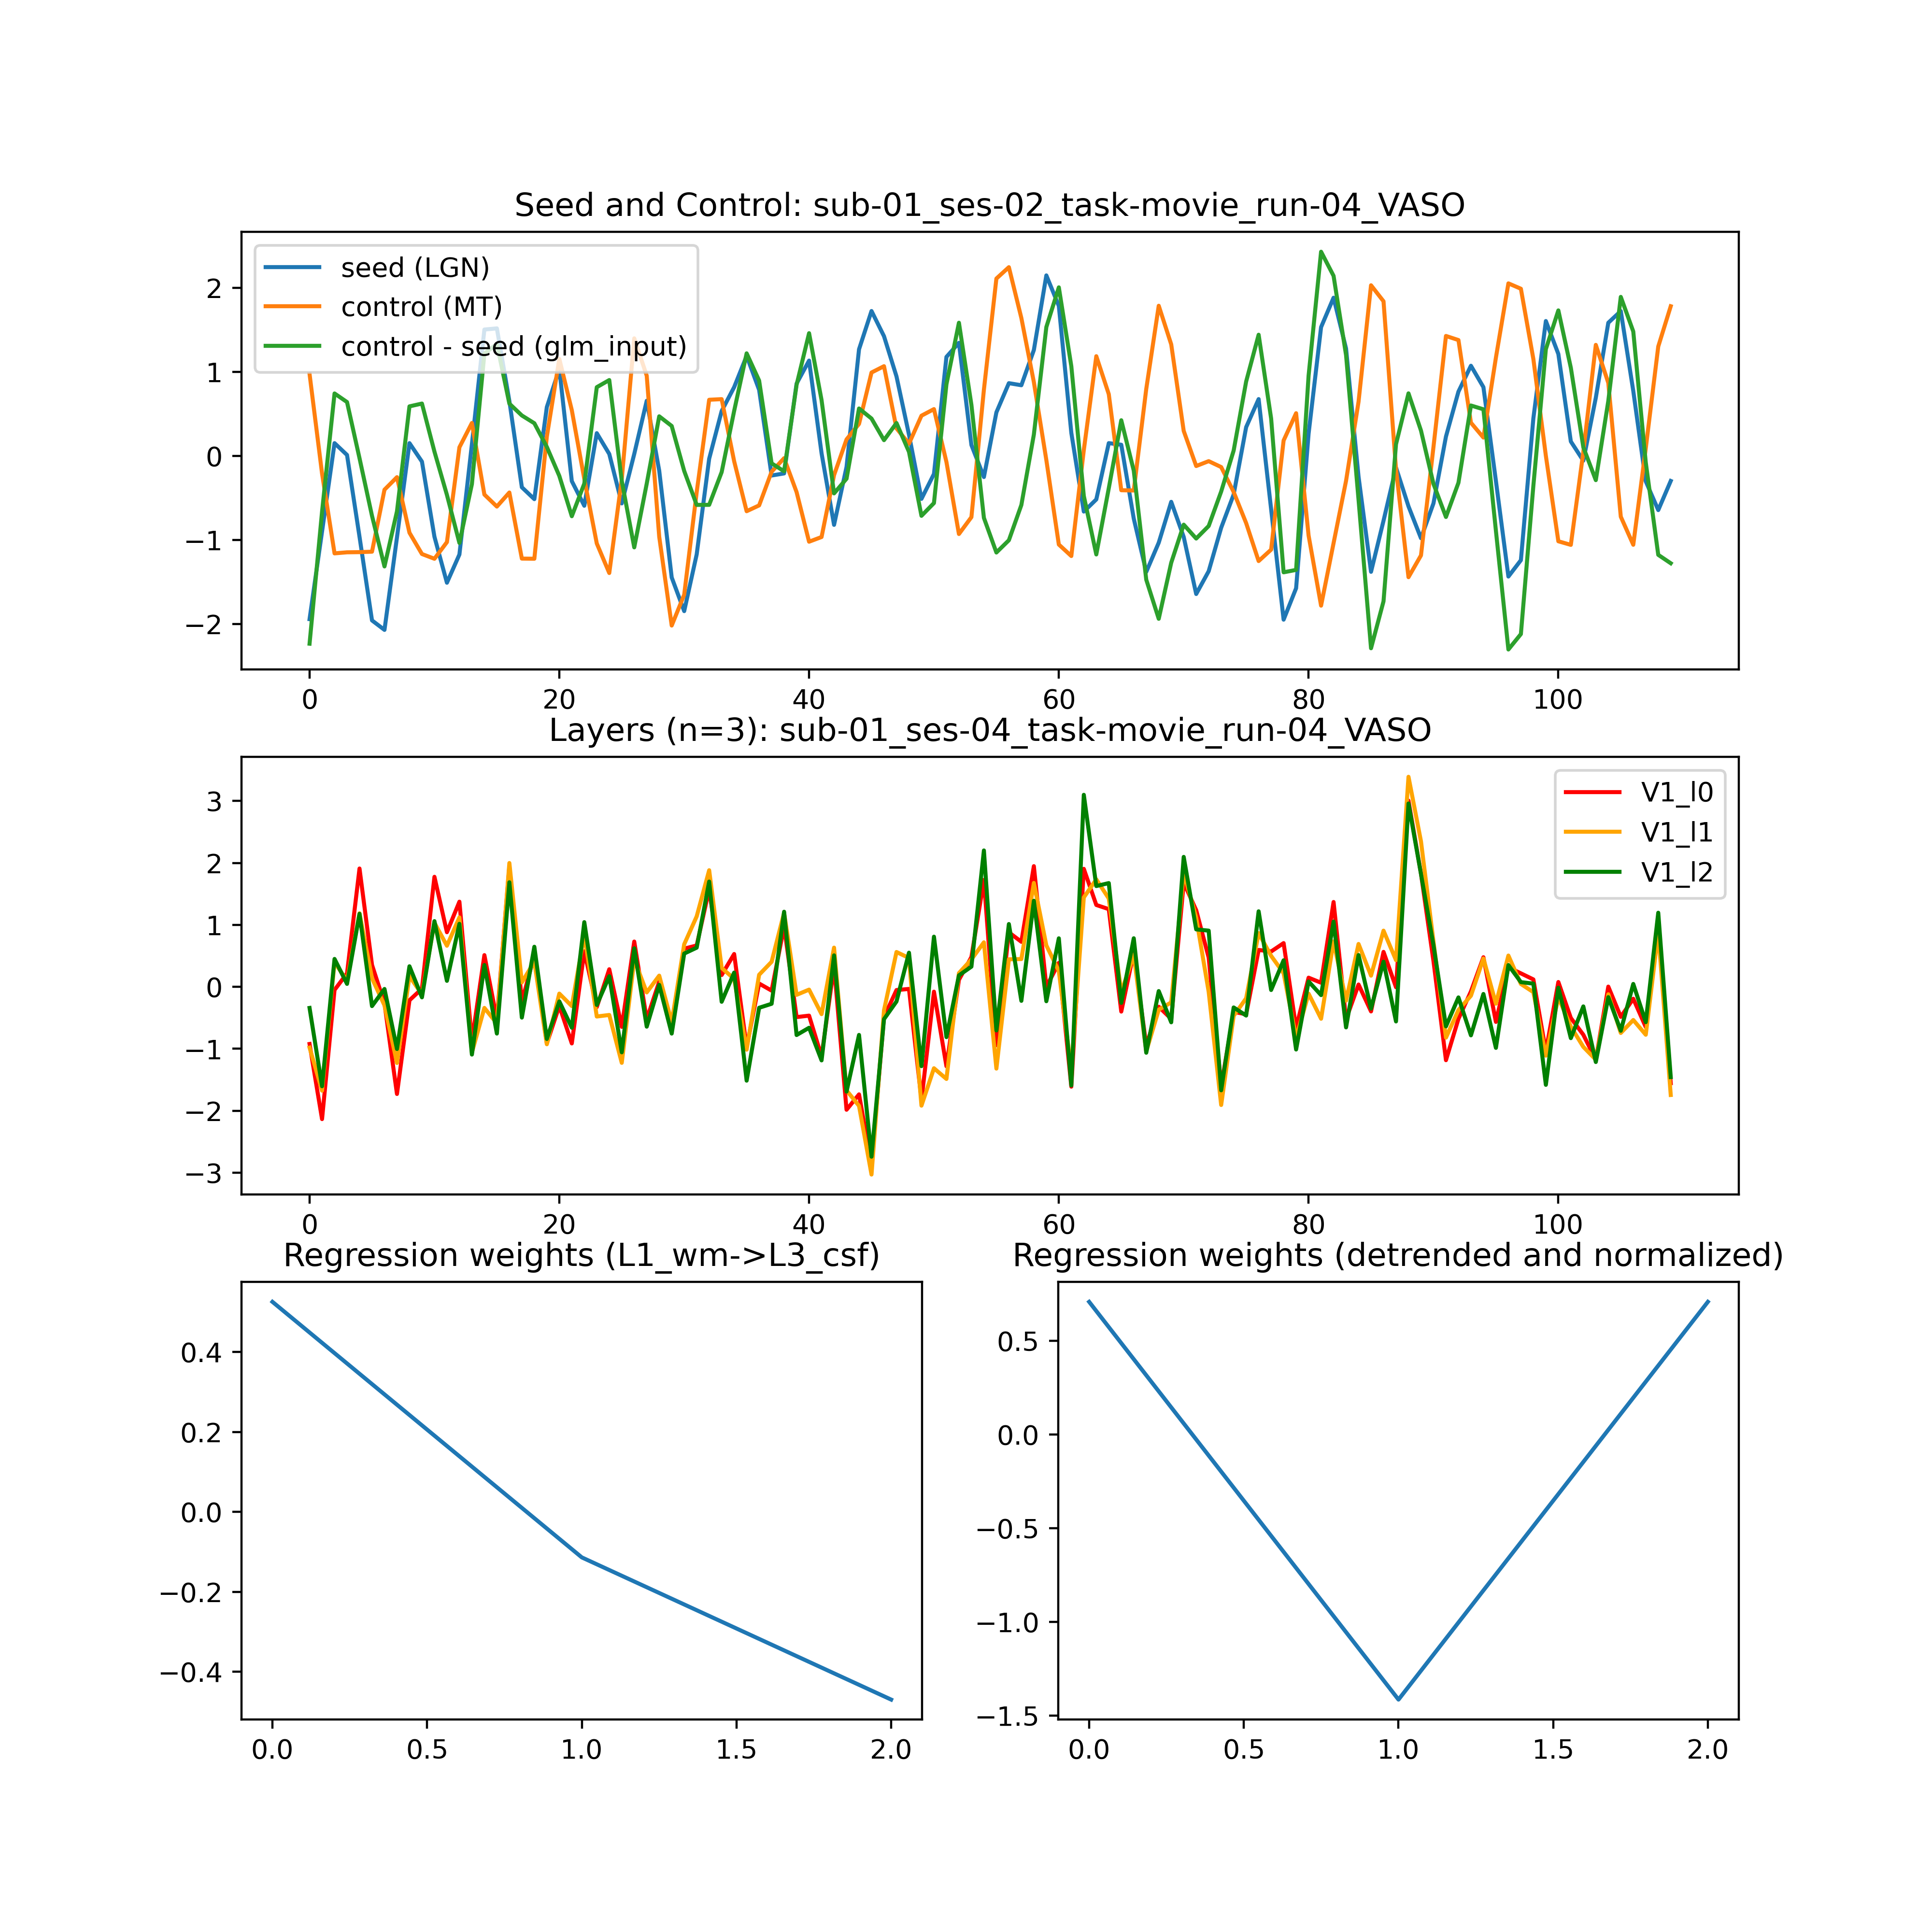 Seed and Control: sub-01_ses-02_task-movie_run-04_VASO
seed (LGN)
control (MT)
control - seed (glm_input)
2
1
0
−1
−2
0 20 40 60 80 100
Layers (n=3): sub-01_ses-04_task-movie_run-04_VASO
V1_l0
V1_l1
V1_l2
3
2
1
0
−1
−2
−3
0 20 40 60 80 100
Regression weights (L1_wm->L3_csf)
0.4
0.2
0.0
−0.2
−0.4
0.0 0.5 1.0 1.5 2.0
Regression weights (detrended and normalized)
0.5
0.0
−0.5
−1.0
−1.5
0.0 0.5 1.0 1.5 2.0